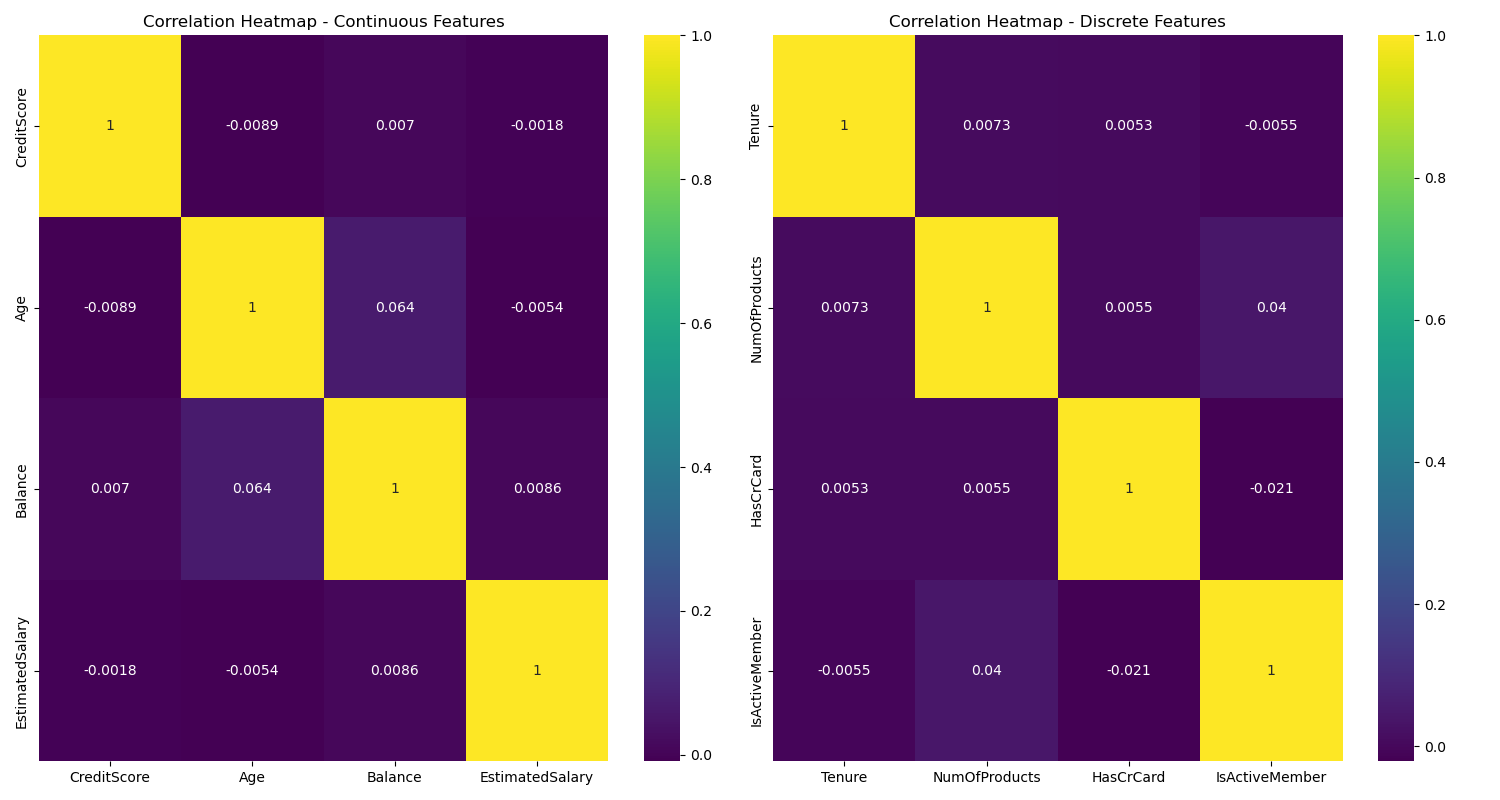 Correlation Heatmap - Continuous Features
CreditScore
1 -0.0089 0.007 -0.0018
Age
-0.0089 1 0.064 -0.0054
Balance
0.007 0.064 1 0.0086
EstimatedSalary
-0.0018 -0.0054 0.0086 1
CreditScore Age Balance EstimatedSalary
1.0
0.8
0.6
0.4
0.2
0.0
Correlation Heatmap - Discrete Features
Tenure
1 0.0073 0.0053 -0.0055
NumOfProducts
0.0073 1 0.0055 0.04
HasCrCard
0.0053 0.0055 1 -0.021
IsActiveMember
-0.0055 0.04 -0.021 1
Tenure NumOfProducts HasCrCard IsActiveMember
1.0
0.8
0.6
0.4
0.2
0.0